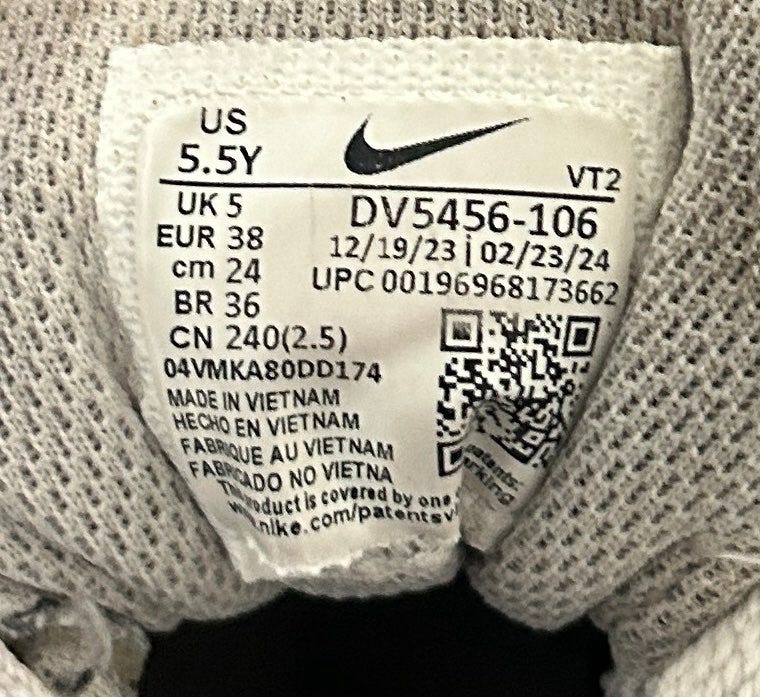 US
5.5Y
VT2
UK 5
EUR 38
cm 24
BR 36
CN 240(2.5)
DV5456-106
12/19/23 | 02/23/24
UPC 00196968173662
04VMKA80DD174
MADE IN VIETNAM
HECHO EN VIETNAM
FABRIQUE AU VIETNAM
FABRICADO NO VIETNA
product is covered by one
nike.com/patents